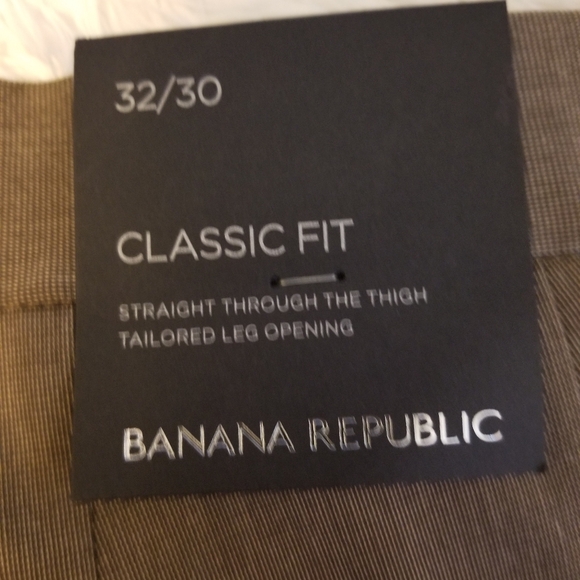 32/30
CLASSIC FIT
STRAIGHT THROUGH THE THIGH
TAILORED LEG OPENING
BANANA REPUBLIC